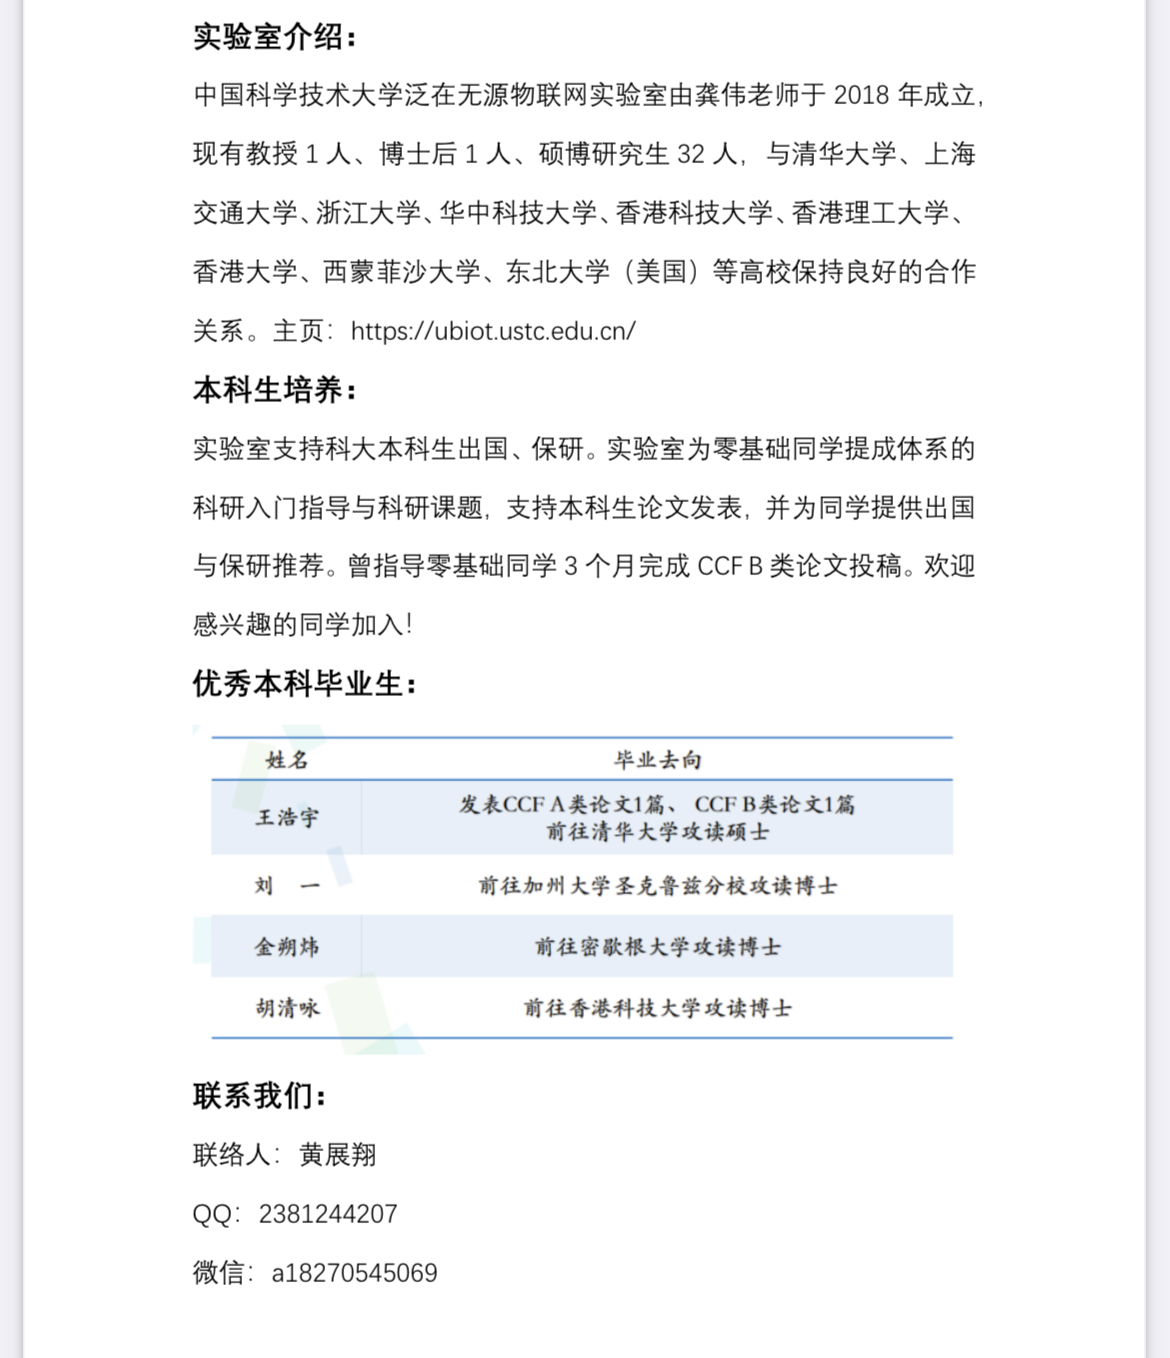 实验室介绍：
中国科学技术大学泛在无源物联网实验室由龚伟老师于 2018 年成立，
现有教授 1 人、博士后 1 人、硕博研究生 32 人，与清华大学、上海
交通大学、浙江大学、华中科技大学、香港科技大学、香港理工大学、
香港大学、西蒙菲沙大学、东北大学（美国）等高校保持良好的合作
关系。主页：https://ubiot.ustc.edu.cn/
本科生培养：
实验室支持科大本科生出国、保研。实验室为零基础同学提成体系的
科研入门指导与科研课题，支持本科生论文发表，并为同学提供出国
与保研推荐。曾指导零基础同学 3 个月完成 CCF B 类论文投稿。欢迎
感兴趣的同学加入！
优秀本科毕业生：
姓名 毕业去向
王浩宇 发表CCF A类论文1篇、 CCF B类论文1篇
前往清华大学攻读硕士
刘 一 前往加州大学圣克鲁兹分校攻读博士
金朔炜 前往密歇根大学攻读博士
胡清咏 前往香港科技大学攻读博士
联系我们：
联络人：黄展翔
QQ：2381244207
微信：a18270545069